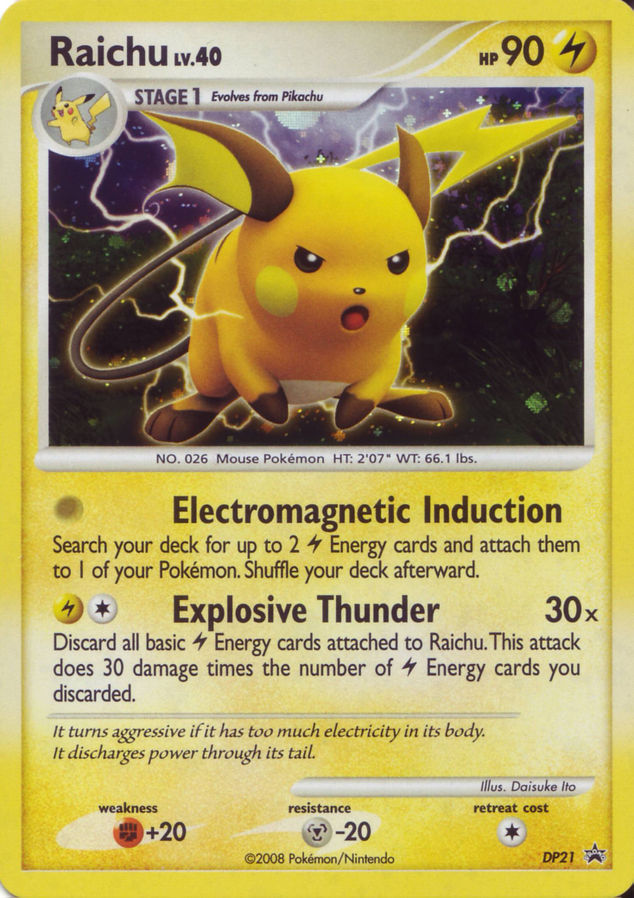 Raichu LV.40 HP 90
STAGE 1 Evolves from Pikachu
NO. 026 Mouse Pokémon HT: 2'07" WT: 66.1 lbs.
Electromagnetic Induction
Search your deck for up to 2 Energy cards and attach them
to 1 of your Pokémon. Shuffle your deck afterward.
Explosive Thunder 30x
Discard all basic Energy cards attached to Raichu. This attack
does 30 damage times the number of Energy cards you
discarded.
It turns aggressive if it has too much electricity in its body.
It discharges power through its tail.
Illus. Daisuke Ito
weakness resistance retreat cost
+20 -20
©2008 Pokémon/Nintendo DP21